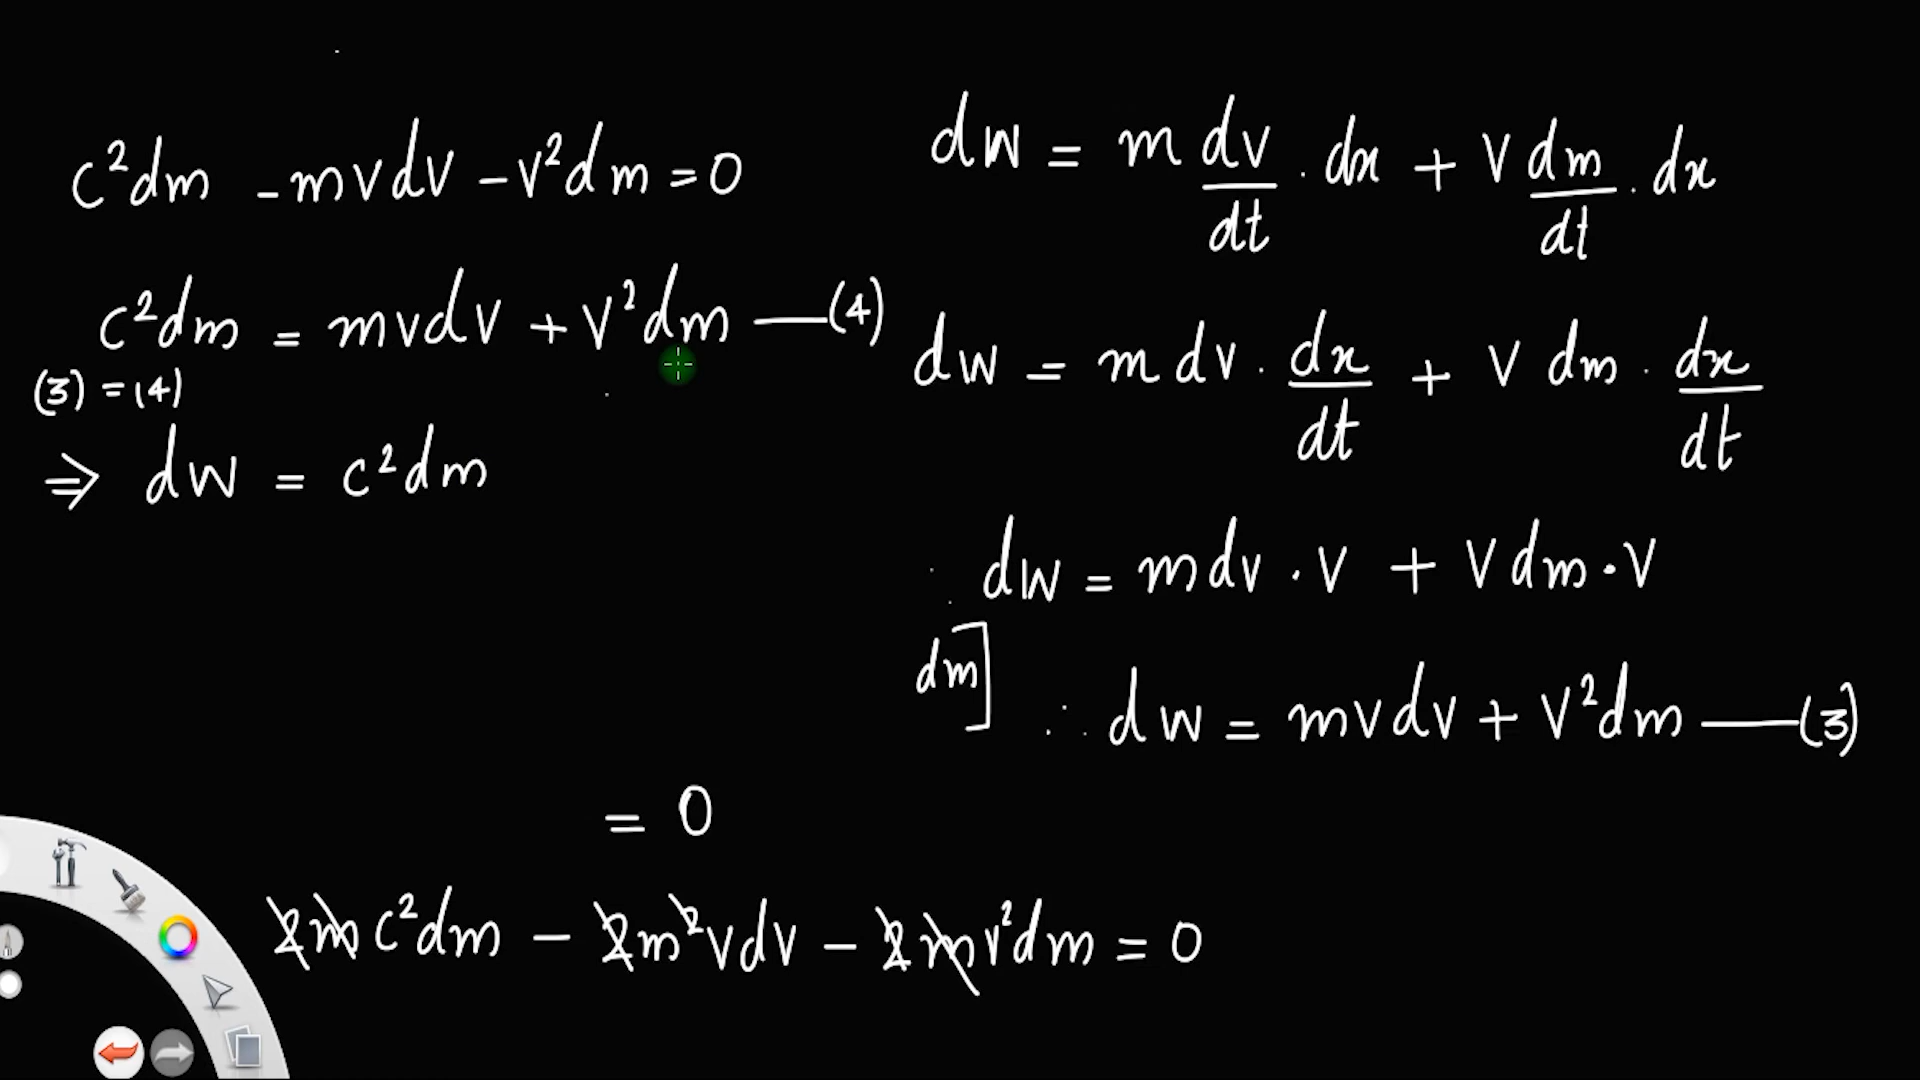 c²dm - mvdv - v²dm = 0
c²dm = mvdv + v²dm —(4)
(3) = (4)
⇒ dw = c²dm
dw = m dv/dt . dx + v dm/dt . dx
dw = m dv . dx/dt + v dm . dx/dt
dw = mdv . v + vdm . v
dm]
∴ dw = mvdv + v²dm —(3)
= 0
2m c²dm - 2m²vdv - 2m v²dm = 0